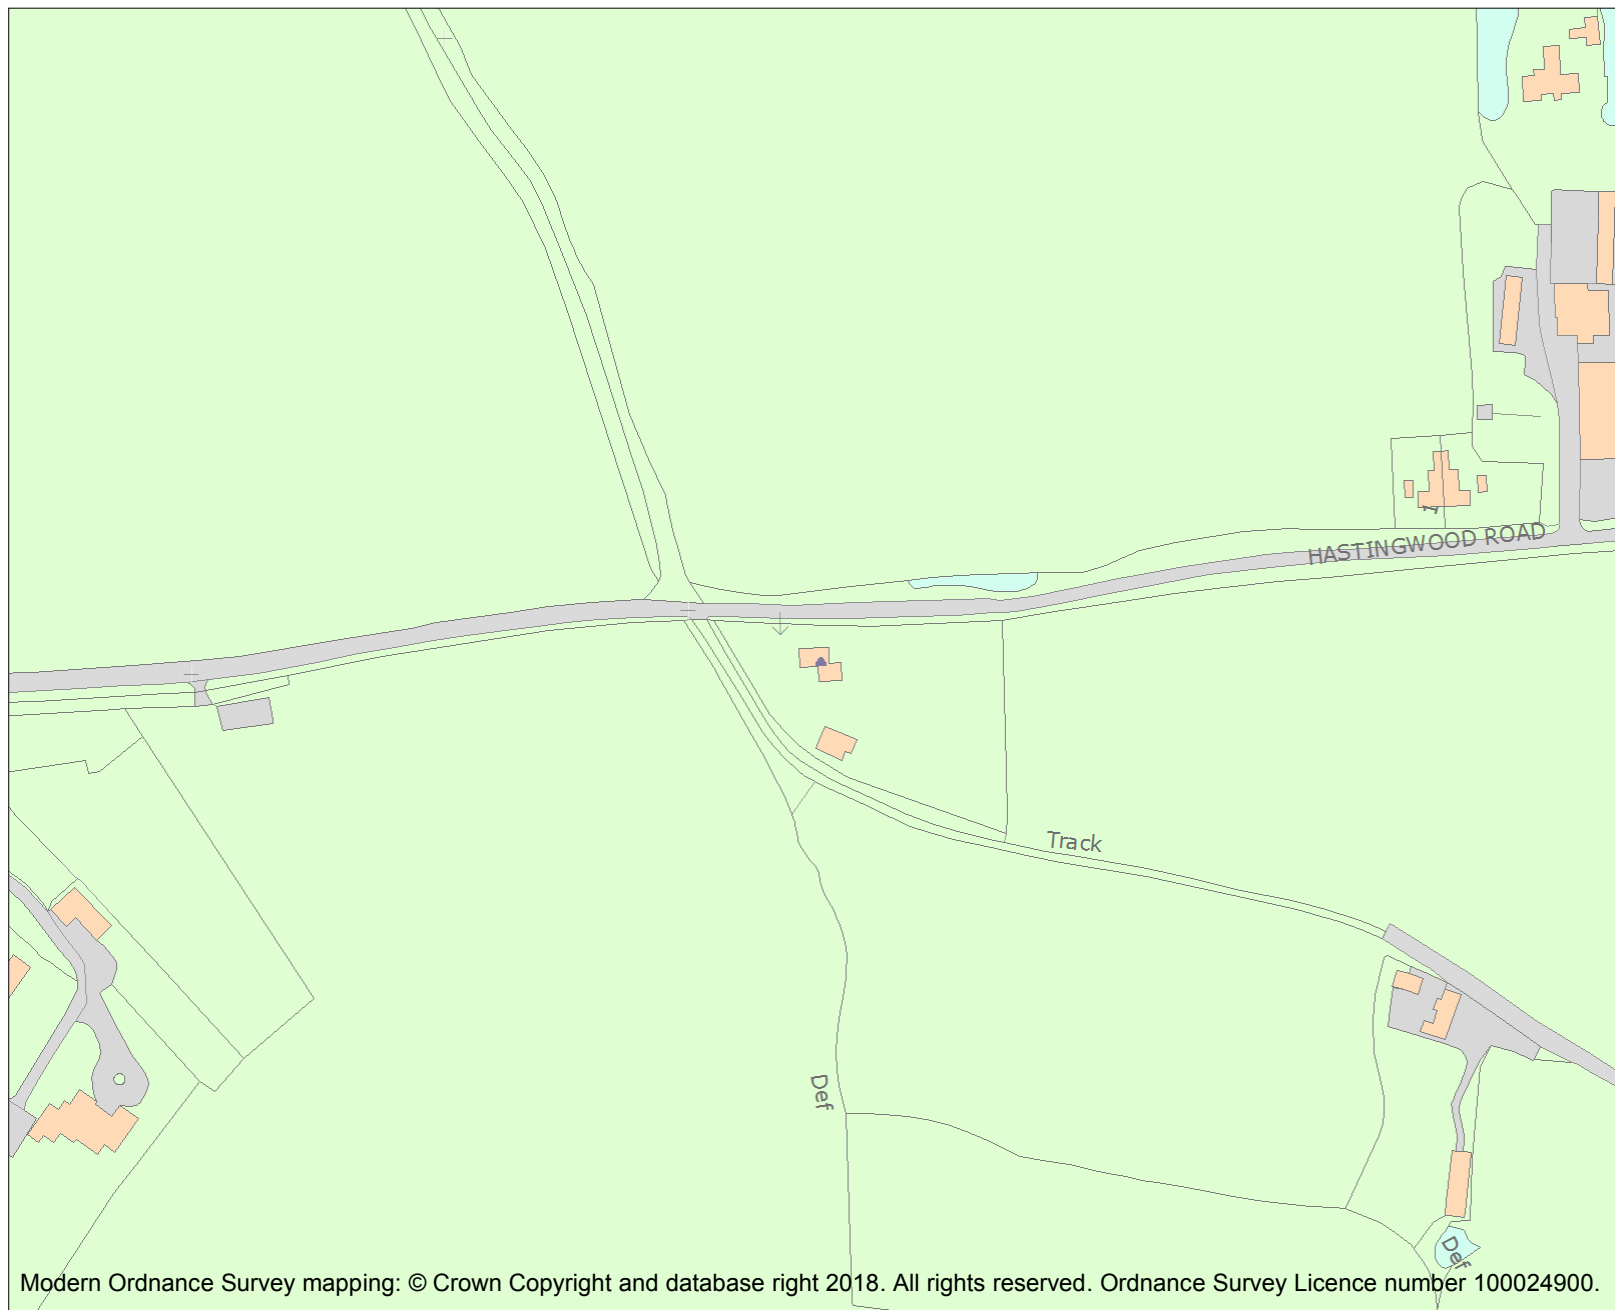 1
HASTINGWOOD ROAD
Track
Def
Def
Modern Ordnance Survey mapping: © Crown Copyright and database right 2018. All rights reserved. Ordnance Survey Licence number 100024900.